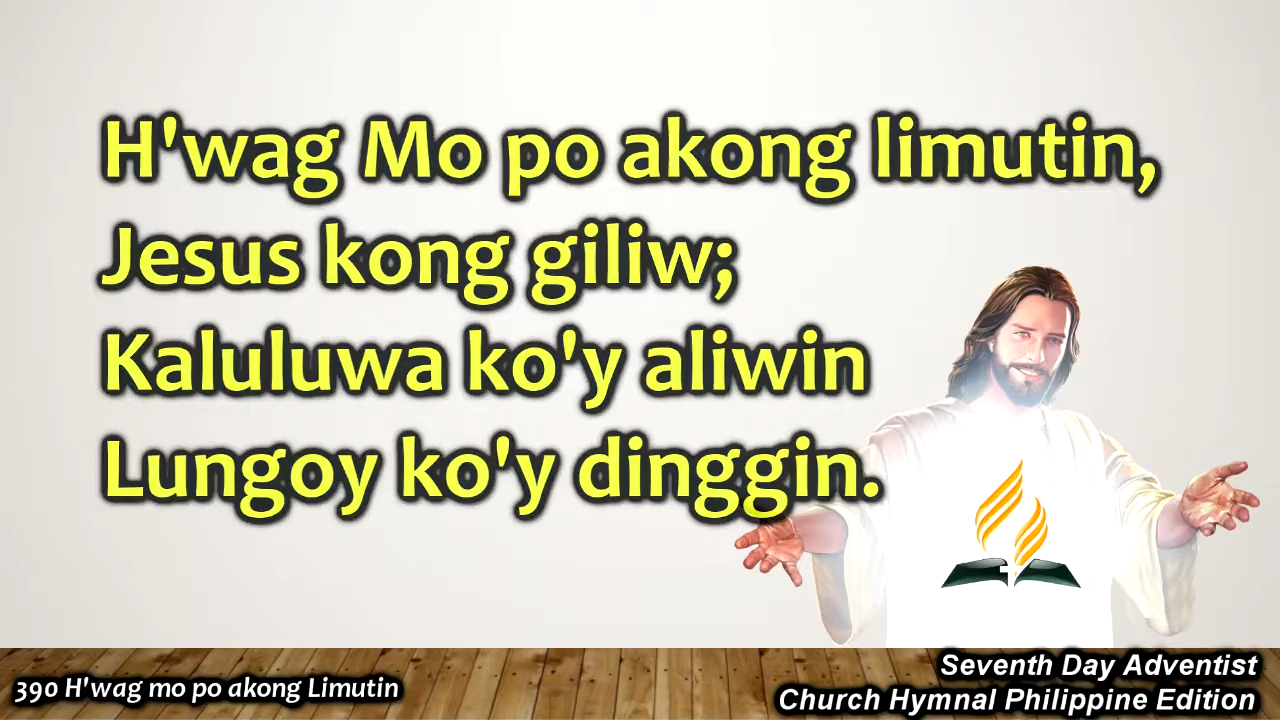 H'wag Mo po akong limutin,
Jesus kong giliw;
Kaluluwa ko'y aliwin
Lungoy ko'y dinggin.
390 H'wag mo po akong Limutin
Seventh Day Adventist
Church Hymnal Philippine Edition